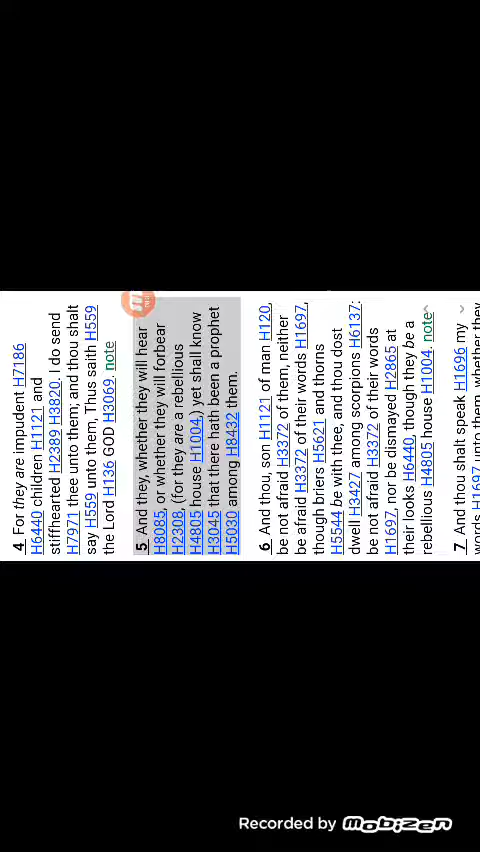 4 For they are impudent H7186
H6440 children H1121 and
stiffhearted H2389 H3820. I do send
H7971 thee unto them; and thou shalt
say H559 unto them, Thus saith H559
the Lord H136 GOD H3069. note
5 And they, whether they will hear
H8085, or whether they will forbear
H2308, (for they are a rebellious
H4805 house H1004,) yet shall know
H3045 that there hath been a prophet
H5030 among H8432 them.
6 And thou, son H1121 of man H120,
be not afraid H3372 of them, neither
be afraid H3372 of their words H1697,
though briers H5621 and thorns
H5544 be with thee, and thou dost
dwell H3427 among scorpions H6137:
be not afraid H3372 of their words
H1697, nor be dismayed H2865 at
their looks H6440, though they be a
rebellious H4805 house H1004. note
7 And thou shalt speak H1696 my
words H1697 unto them, whether they
Recorded by mobizen